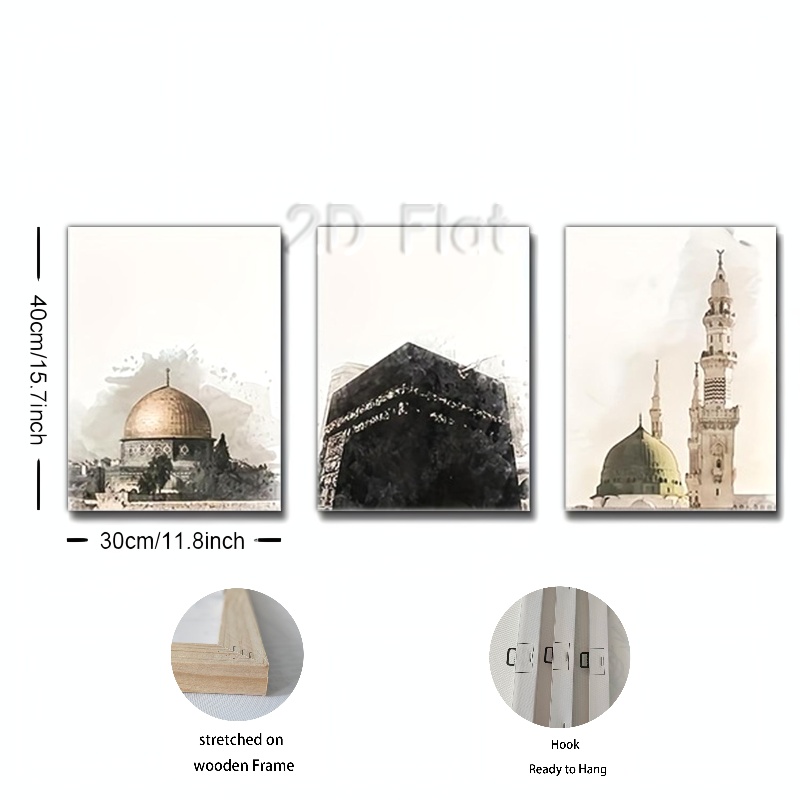 2D Flat
40cm/15.7inch
30cm/11.8inch
stretched on
wooden Frame
Hook
Ready to Hang